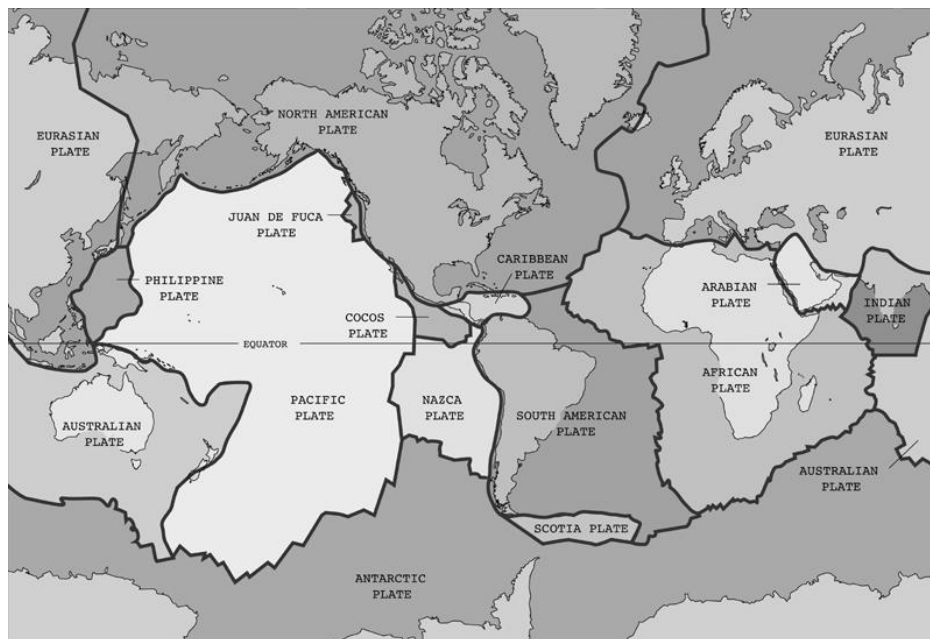 NORTH AMERICAN
PLATE
EURASIAN
PLATE
EURASIAN
PLATE
JUAN DE FUCA
PLATE
CARIBBEAN
PLATE
PHILIPPINE
PLATE
ARABIAN
PLATE
INDIAN
PLATE
COCOS
PLATE
EQUATOR
AFRICAN
PLATE
PACIFIC
PLATE
NAZCA
PLATE
SOUTH AMERICAN
PLATE
AUSTRALIAN
PLATE
AUSTRALIAN
PLATE
SCOTIA PLATE
ANTARCTIC
PLATE